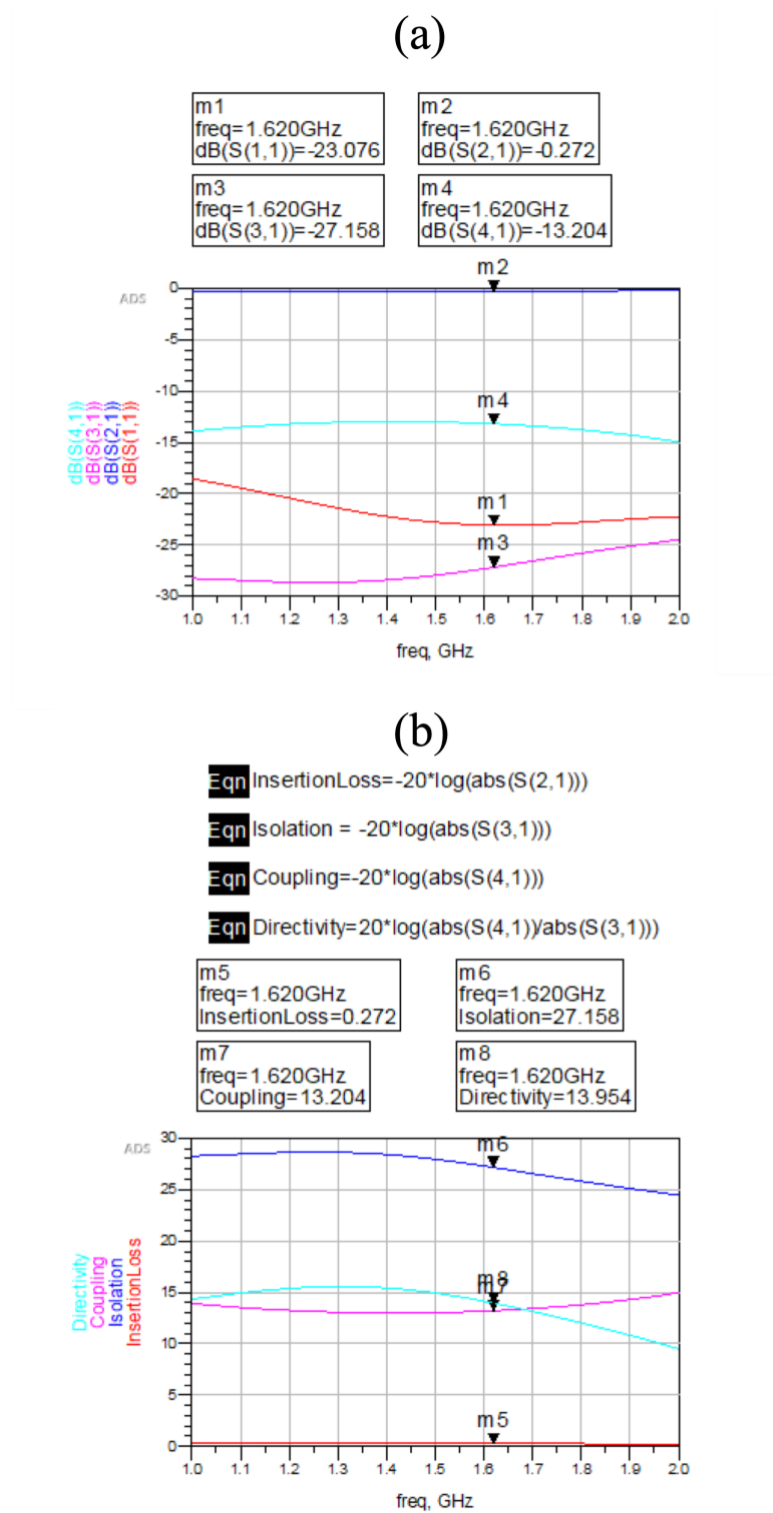 (a)
m1
freq=1.620GHz
dB(S(1,1))=-23.076
m2
freq=1.620GHz
dB(S(2,1))=-0.272
m3
freq=1.620GHz
dB(S(3,1))=-27.158
m4
freq=1.620GHz
dB(S(4,1))=-13.204
m2
ADS
0
-5
-10
-15
-20
-25
-30
m4
m1
m3
dB(S(4,1))
dB(S(3,1))
dB(S(2,1))
dB(S(1,1))
1.0 1.1 1.2 1.3 1.4 1.5 1.6 1.7 1.8 1.9 2.0
freq, GHz
(b)
Eqn InsertionLoss=-20*log(abs(S(2,1)))
Eqn Isolation = -20*log(abs(S(3,1)))
Eqn Coupling=-20*log(abs(S(4,1)))
Eqn Directivity=20*log(abs(S(4,1))/abs(S(3,1)))
m5
freq=1.620GHz
InsertionLoss=0.272
m6
freq=1.620GHz
Isolation=27.158
m7
freq=1.620GHz
Coupling=13.204
m8
freq=1.620GHz
Directivity=13.954
ADS
30
25
20
15
10
5
0
m6
m8
m7
m5
Directivity
Coupling
Isolation
InsertionLoss
1.0 1.1 1.2 1.3 1.4 1.5 1.6 1.7 1.8 1.9 2.0
freq, GHz